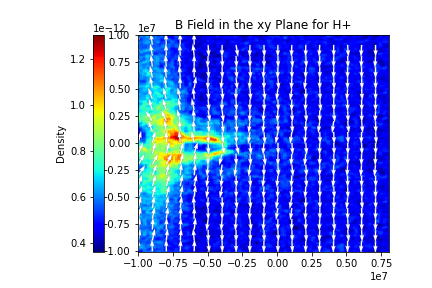 B Field in the xy Plane for H+
1e−12
1e7
1.2
1.0
0.8
0.6
0.4
Density
1.00
0.75
0.50
0.25
0.00
−0.25
−0.50
−0.75
−1.00
−1.00 −0.75 −0.50 −0.25 0.00 0.25 0.50 0.75
1e7